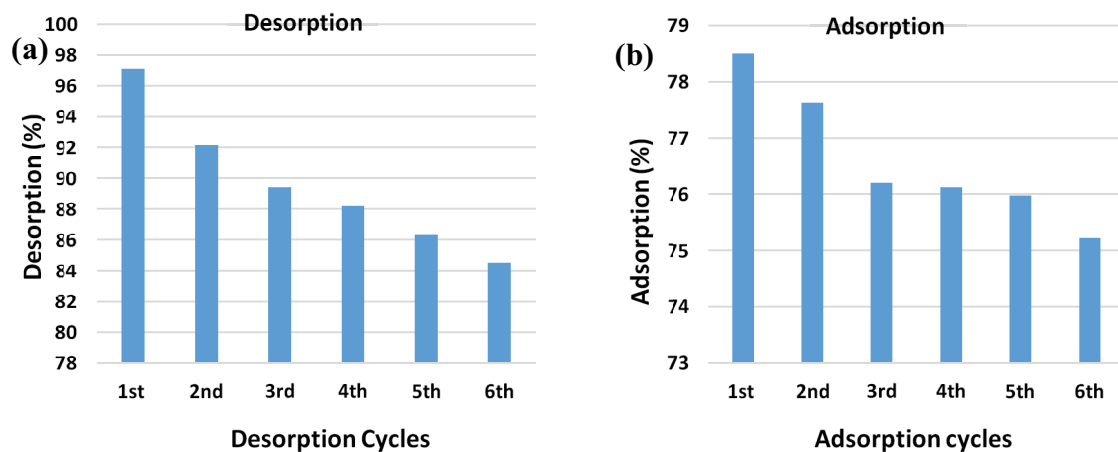 (a)
Desorption
Desorption (%)
100
98
96
94
92
90
88
86
84
82
80
78
1st 2nd 3rd 4th 5th 6th
Desorption Cycles
(b)
Adsorption
Adsorption (%)
79
78
77
76
75
74
73
1st 2nd 3rd 4th 5th 6th
Adsorption cycles